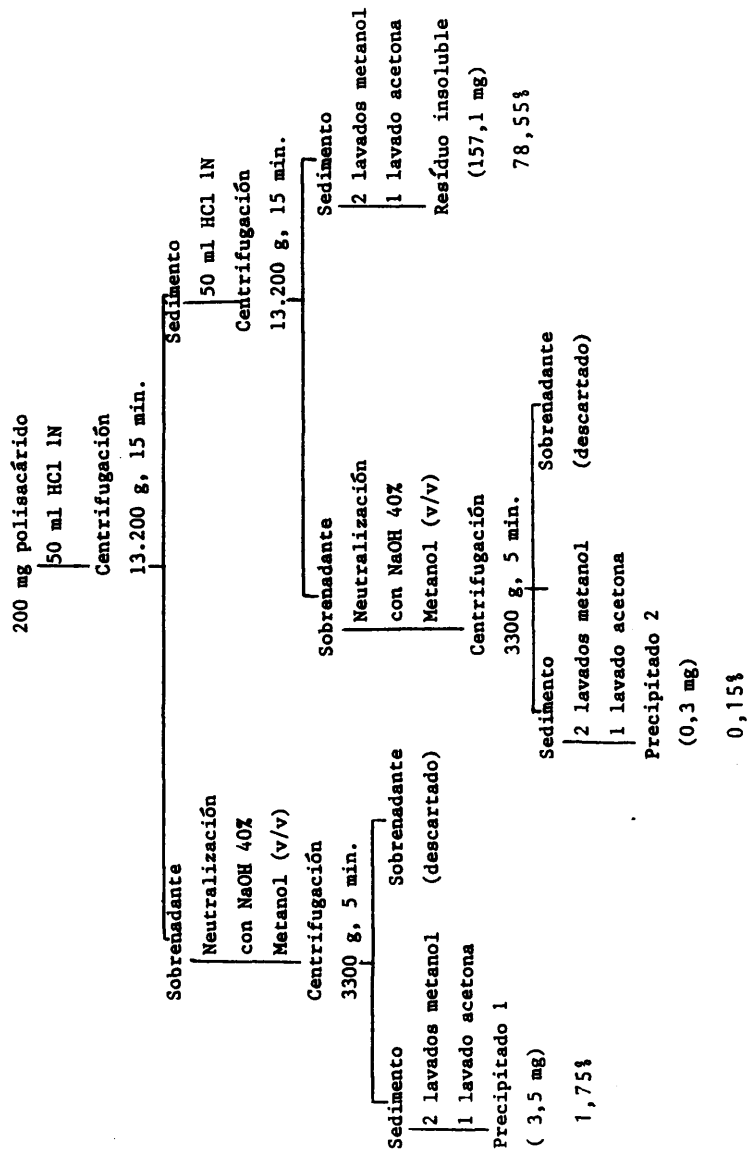 200 mg polisacárido
50 ml HCl 1N
Centrifugación
13.200 g, 15 min.
Sobrenadante
Neutralización
con NaOH 40%
Metanol (v/v)
Centrifugación
3300 g, 5 min.
Sedimento
2 lavados metanol
1 lavado acetona
Precipitado 1
( 3,5 mg)
1,75%
Sobrenadante
(descartado)
Sedimento
50 ml HCl 1N
Centrifugación
13.200 g, 15 min.
Sobrenadante
Neutralización
con NaOH 40%
Metanol (v/v)
Centrifugación
3300 g, 5 min.
Sedimento
2 lavados metanol
1 lavado acetona
Precipitado 2
(0,3 mg)
0,15%
Sobrenadante
(descartado)
Sedimento
2 lavados metanol
1 lavado acetona
Resíduo insoluble
(157,1 mg)
78,55%